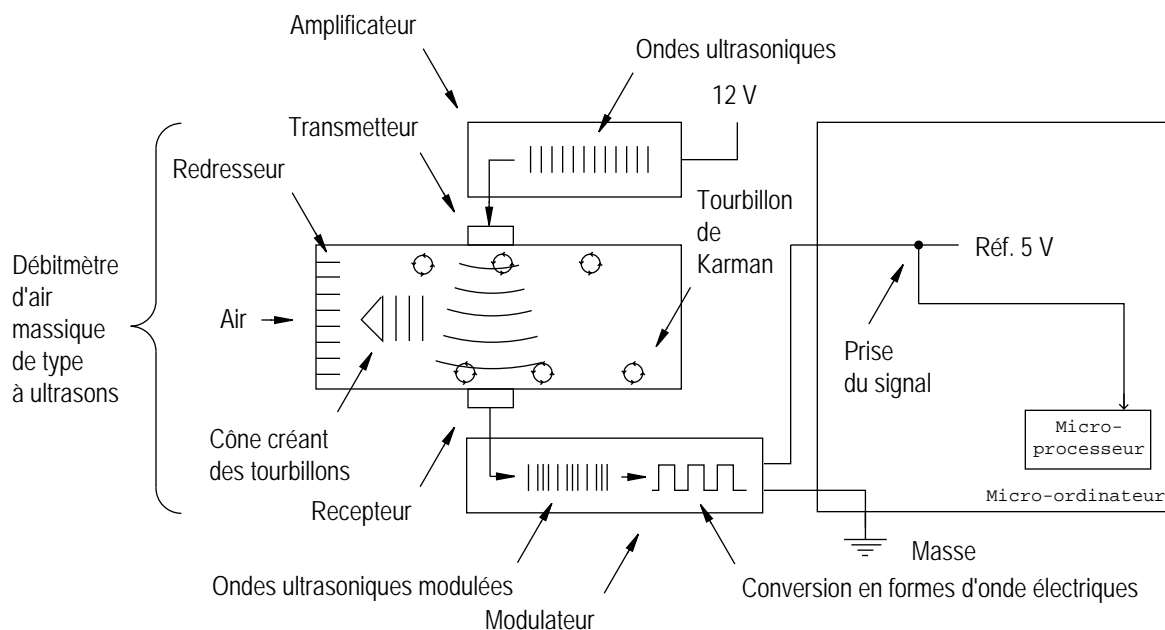 Amplificateur
Ondes ultrasoniques
12 V
Transmetteur
Redresseur
Tourbillon
de
Karman
Réf. 5 V
Débitmètre
d'air
massique
de type
à ultrasons
Air
Prise
du signal
Cône créant
des tourbillons
Micro-
processeur
Micro-ordinateur
Recepteur
Masse
Ondes ultrasoniques modulées
Conversion en formes d'onde électriques
Modulateur